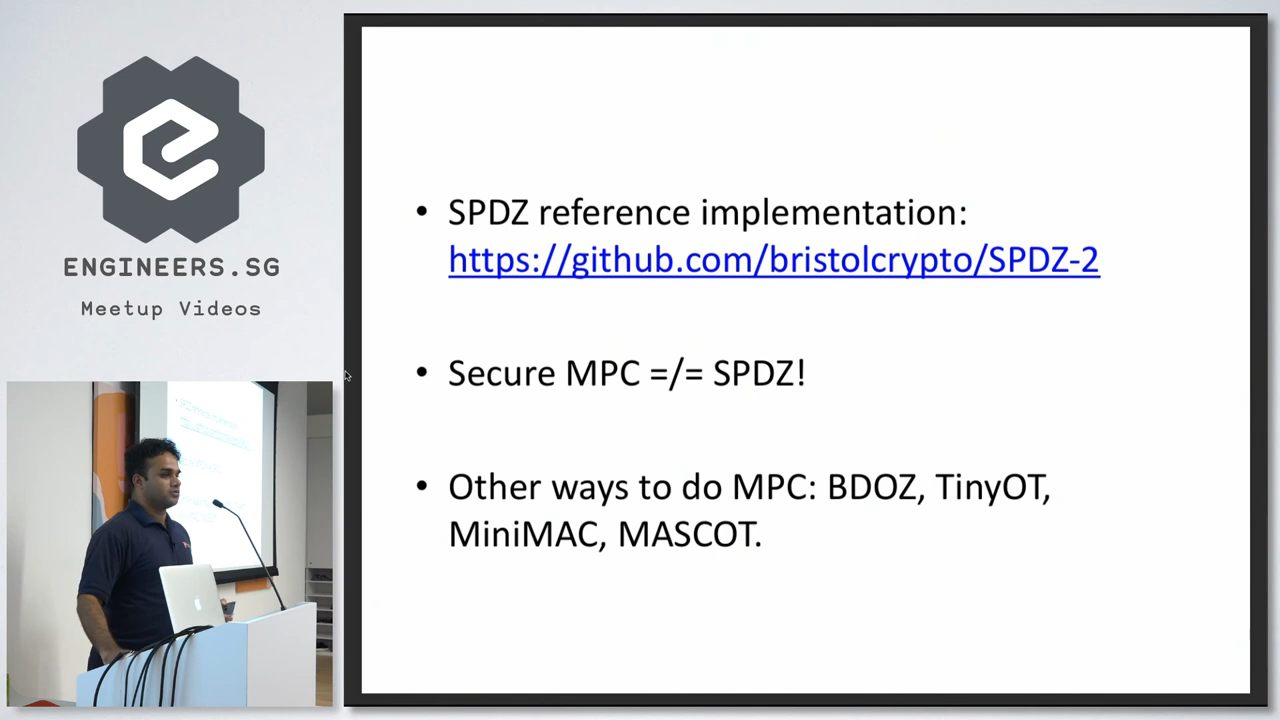 ENGINEERS.SG
Meetup Videos
• SPDZ reference implementation:
https://github.com/bristolcrypto/SPDZ-2
• Secure MPC =/= SPDZ!
• Other ways to do MPC: BDOZ, TinyOT,
MiniMAC, MASCOT.